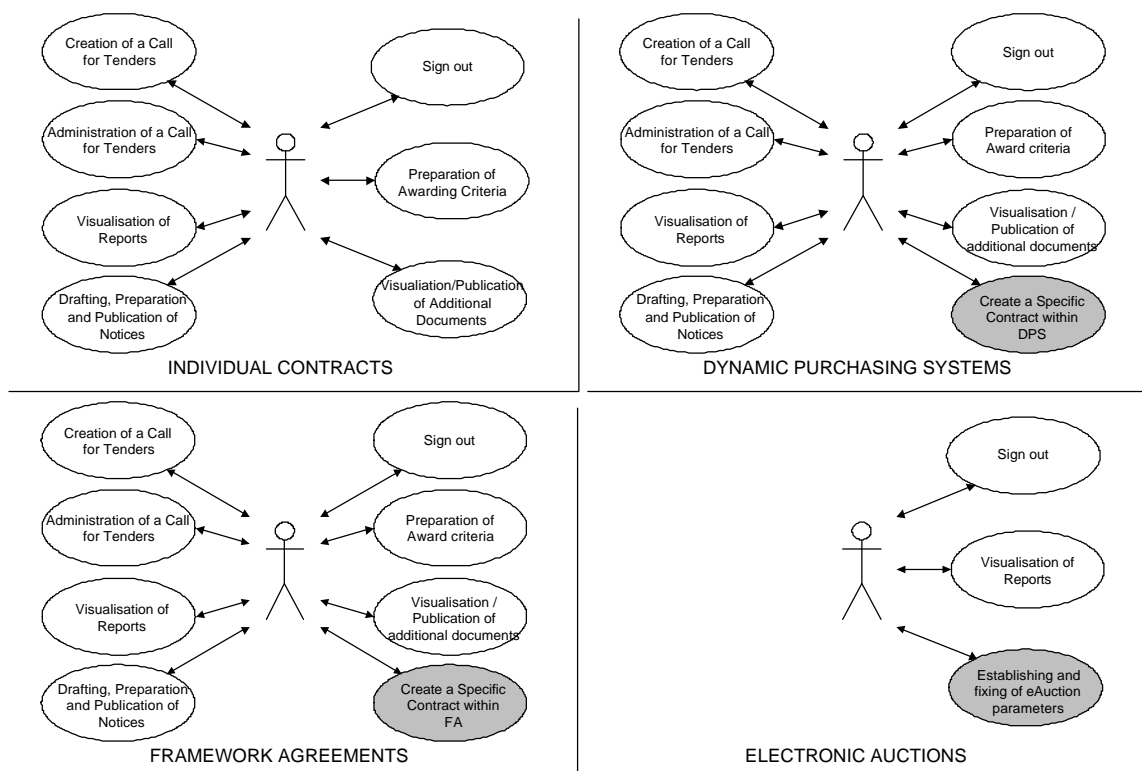 Creation of a Call
for Tenders
Sign out
Administration of a Call
for Tenders
Preparation of
Awarding Criteria
Visualisation of
Reports
Drafting, Preparation
and Publication of
Notices
Visualiation/Publication
of Additional
Documents
INDIVIDUAL CONTRACTS
Creation of a Call
for Tenders
Sign out
Administration of a Call
for Tenders
Preparation of
Award criteria
Visualisation of
Reports
Visualisation /
Publication of
additional documents
Drafting, Preparation
and Publication of
Notices
Create a Specific
Contract within
DPS
DYNAMIC PURCHASING SYSTEMS
Creation of a Call
for Tenders
Sign out
Administration of a Call
for Tenders
Preparation of
Award criteria
Visualisation of
Reports
Visualisation /
Publication of
additional documents
Drafting, Preparation
and Publication of
Notices
Create a Specific
Contract within
FA
FRAMEWORK AGREEMENTS
Sign out
Visualisation of
Reports
Establishing and
fixing of eAuction
parameters
ELECTRONIC AUCTIONS